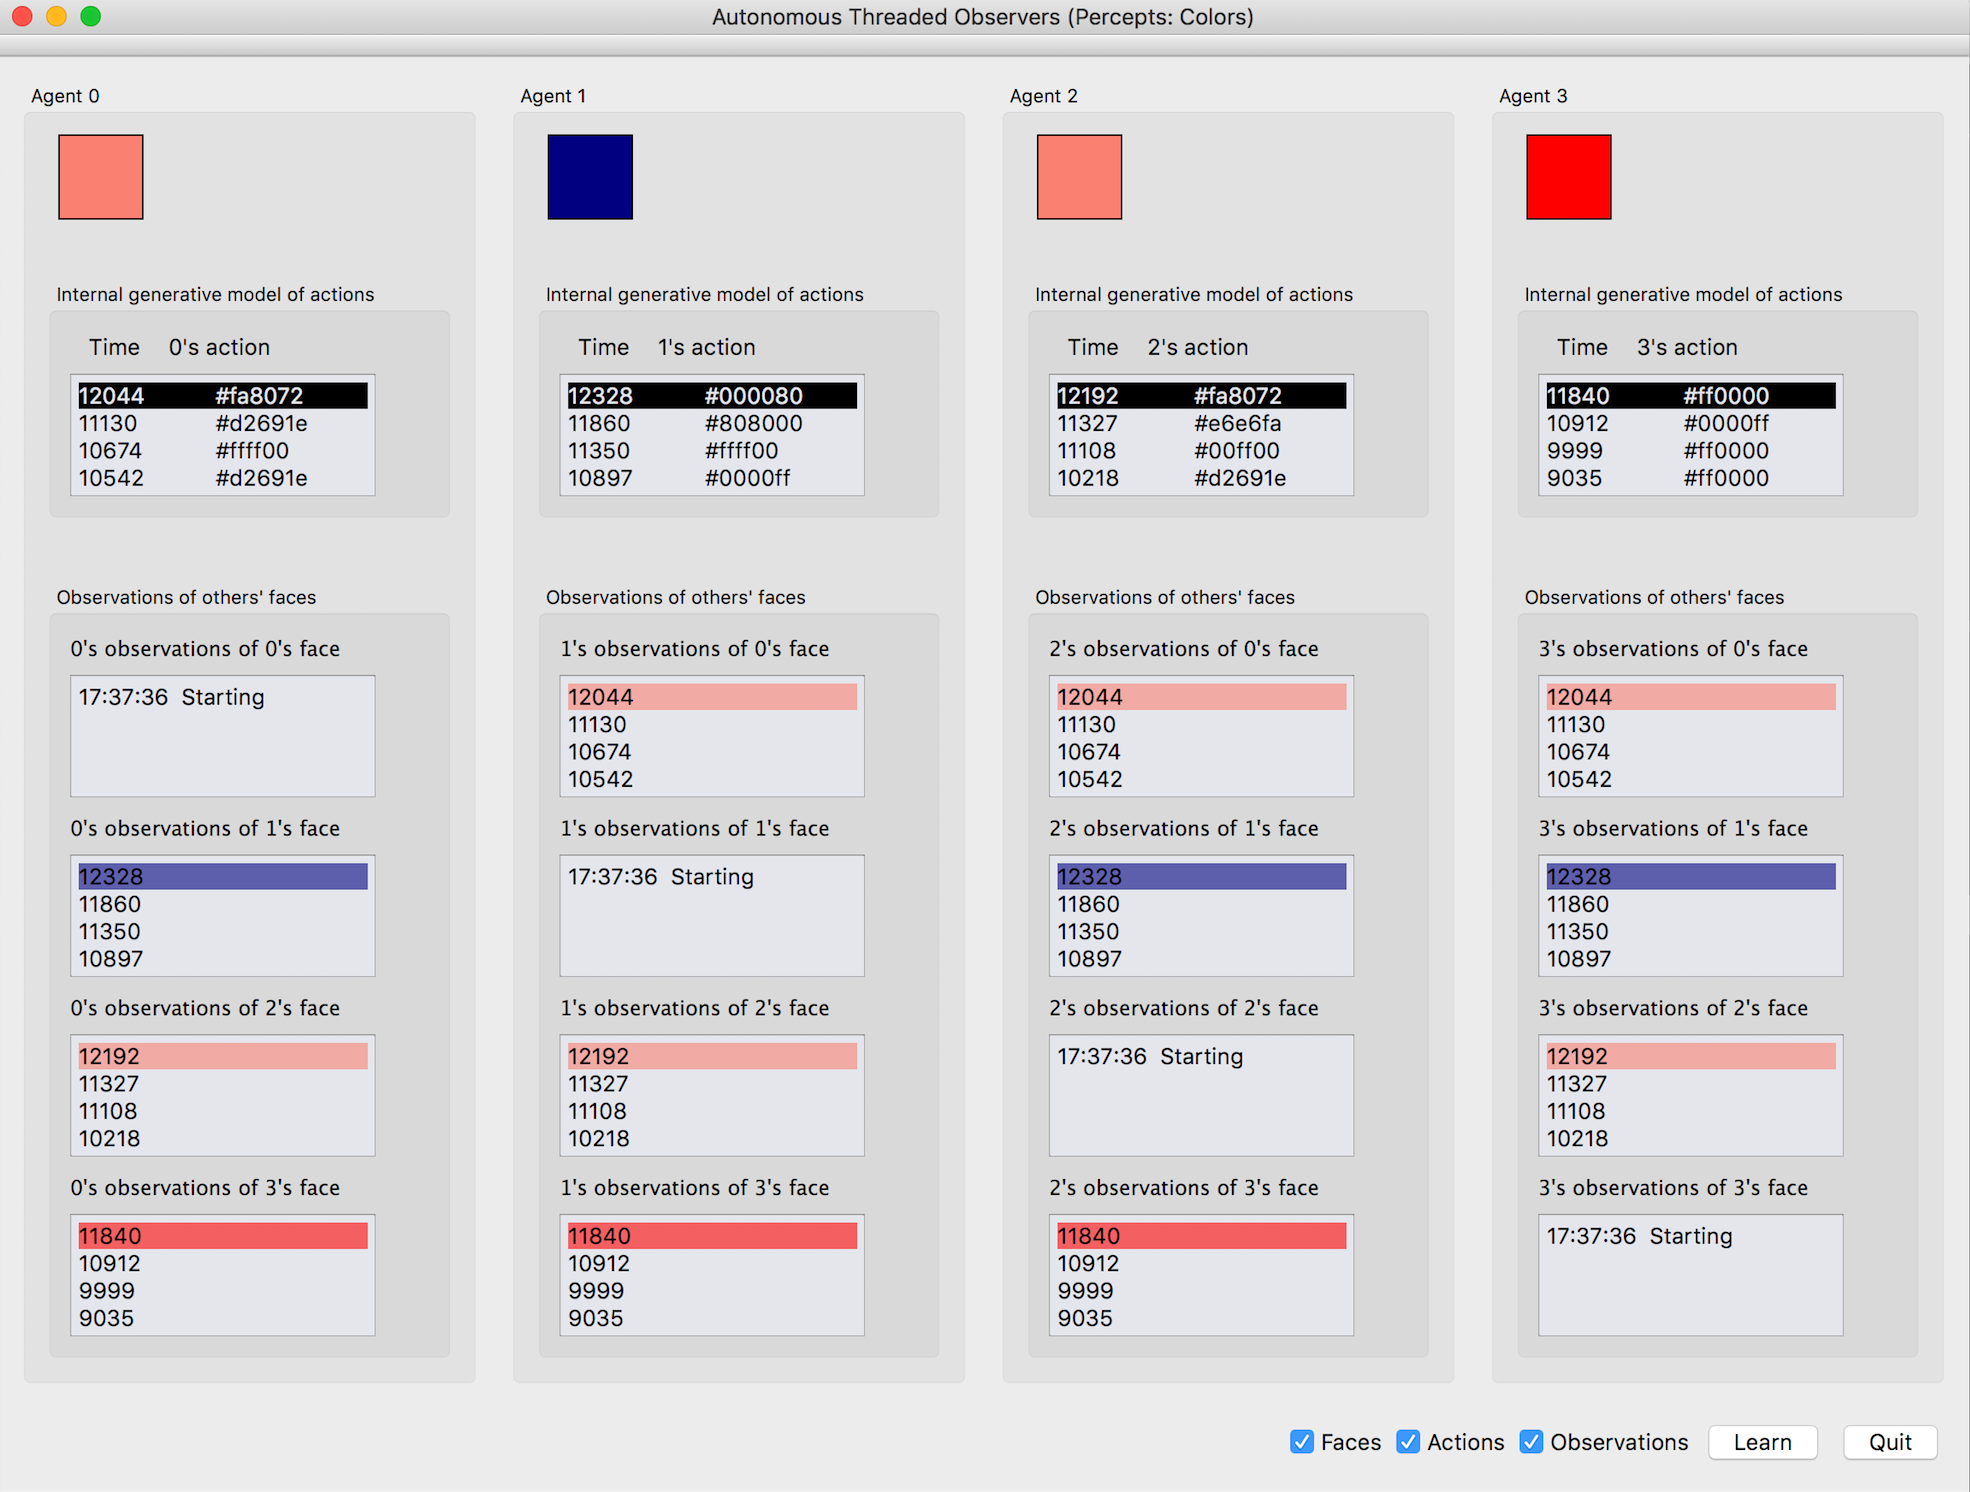 Autonomous Threaded Observers (Percepts: Colors)
Agent 0
Internal generative model of actions
Time 0's action
12044 #fa8072
11130 #d2691e
10674 #ffff00
10542 #d2691e
Observations of others' faces
0's observations of 0's face
17:37:36 Starting
0's observations of 1's face
12328
11860
11350
10897
0's observations of 2's face
12192
11327
11108
10218
0's observations of 3's face
11840
10912
9999
9035
Agent 1
Internal generative model of actions
Time 1's action
12328 #000080
11860 #808000
11350 #ffff00
10897 #0000ff
Observations of others' faces
1's observations of 0's face
12044
11130
10674
10542
1's observations of 1's face
17:37:36 Starting
1's observations of 2's face
12192
11327
11108
10218
1's observations of 3's face
11840
10912
9999
9035
Agent 2
Internal generative model of actions
Time 2's action
12192 #fa8072
11327 #e6e6fa
11108 #00ff00
10218 #d2691e
Observations of others' faces
2's observations of 0's face
12044
11130
10674
10542
2's observations of 1's face
12328
11860
11350
10897
2's observations of 2's face
17:37:36 Starting
2's observations of 3's face
11840
10912
9999
9035
Agent 3
Internal generative model of actions
Time 3's action
11840 #ff0000
10912 #0000ff
9999 #ff0000
9035 #ff0000
Observations of others' faces
3's observations of 0's face
12044
11130
10674
10542
3's observations of 1's face
12328
11860
11350
10897
3's observations of 2's face
12192
11327
11108
10218
3's observations of 3's face
17:37:36 Starting
Faces Actions Observations Learn Quit